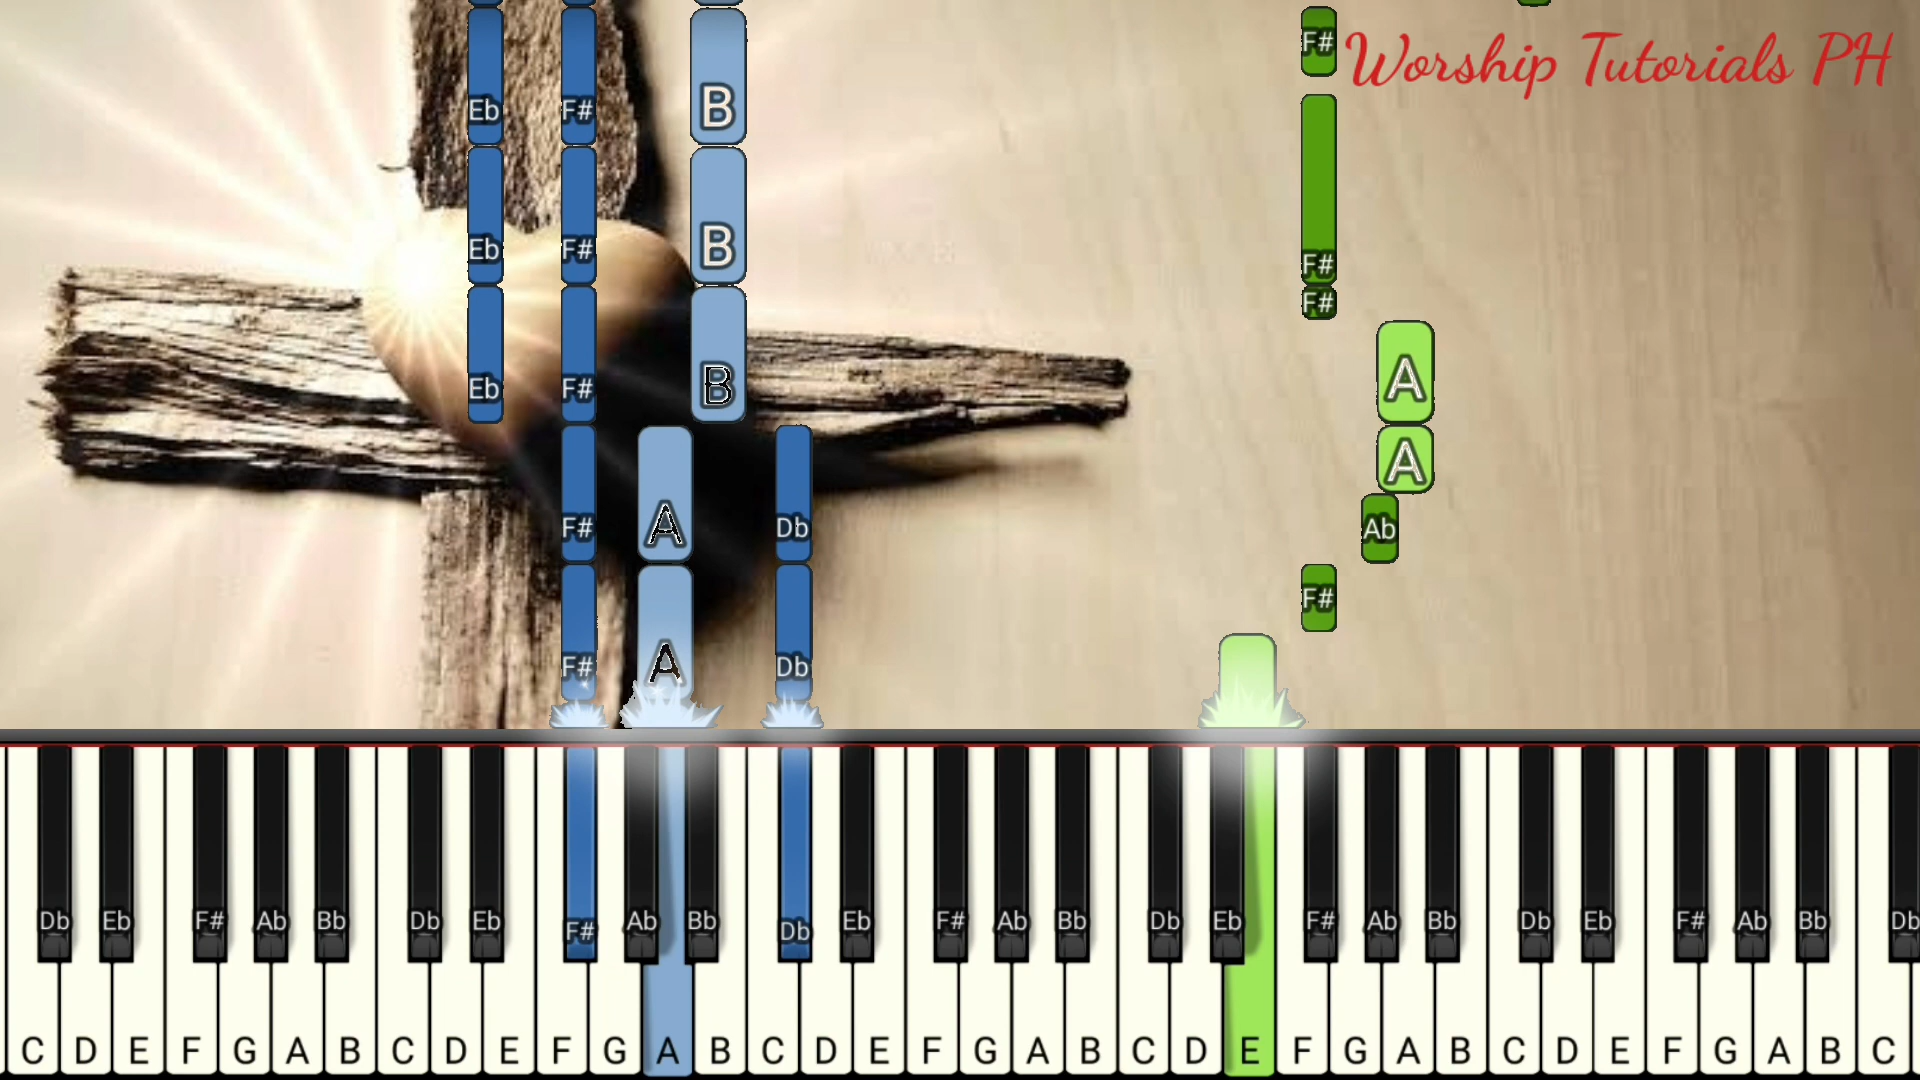 F#
Worship Tutorials PH
Eb F# B
Eb F# B F#
F#
Eb F# B A
A
F# A Db Ab
F#
F# A Db
Db Eb F# Ab Bb Db Eb F# Ab Bb Db Eb F# Ab Bb Db Eb F# Ab Bb Db Eb F# Ab Bb Db
C D E F G A B C D E F G A B C D E F G A B C D E F G A B C D E F G A B C